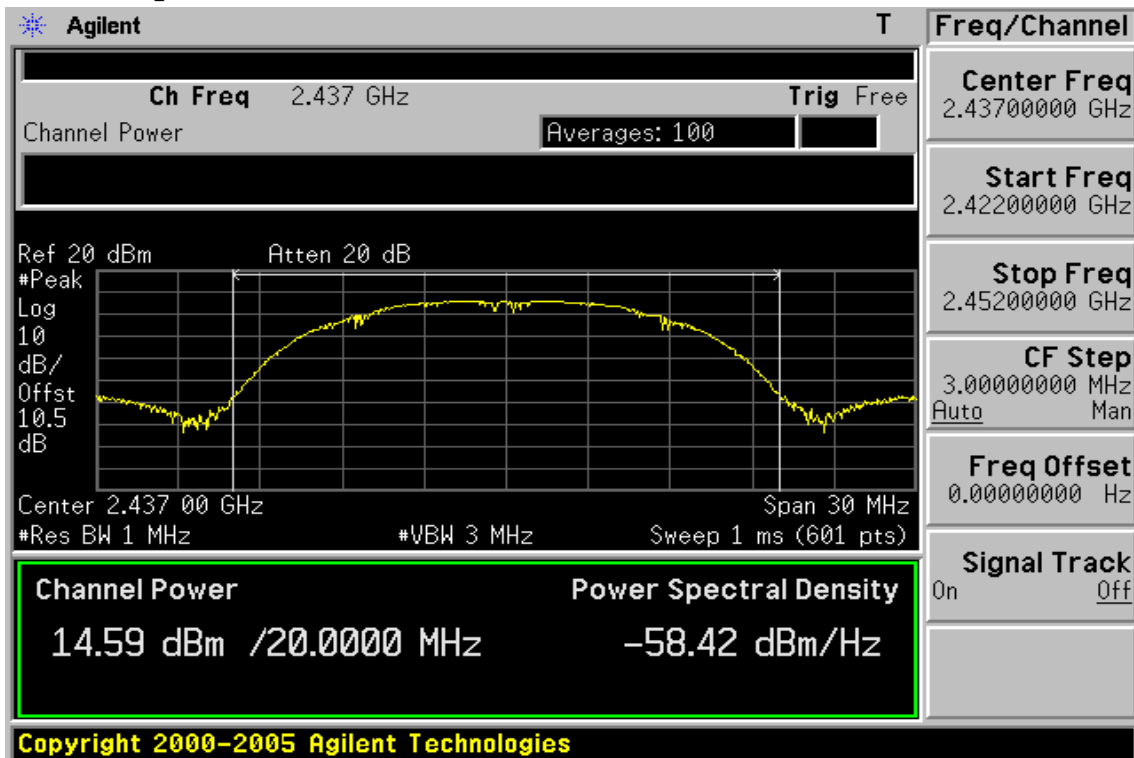 Agilent T
Freq/Channel
Ch Freq 2.437 GHz Trig Free
Channel Power Averages: 100
Ref 20 dBm Atten 20 dB
#Peak
Log
10
dB/
Offst
10.5
dB
Center 2.437 00 GHz Span 30 MHz
#Res BW 1 MHz #VBW 3 MHz Sweep 1 ms (601 pts)
Channel Power Power Spectral Density
14.59 dBm /20.0000 MHz -58.42 dBm/Hz
Center Freq
2.43700000 GHz
Start Freq
2.42200000 GHz
Stop Freq
2.45200000 GHz
CF Step
3.00000000 MHz
Auto Man
Freq Offset
0.00000000 Hz
Signal Track
On Off
Copyright 2000-2005 Agilent Technologies